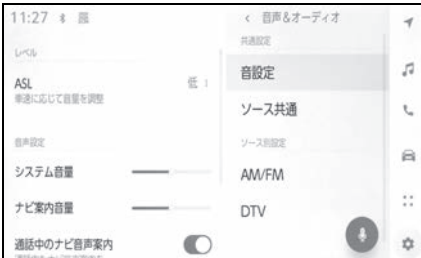 11:27
レベル
ASL
低
車速に応じて音量を調整
音声設定
システム音量
ナビ案内音量
通話中のナビ音声案内
音声&オーディオ
共通設定
音設定
ソース共通
ソース別設定
AM/FM
DTV